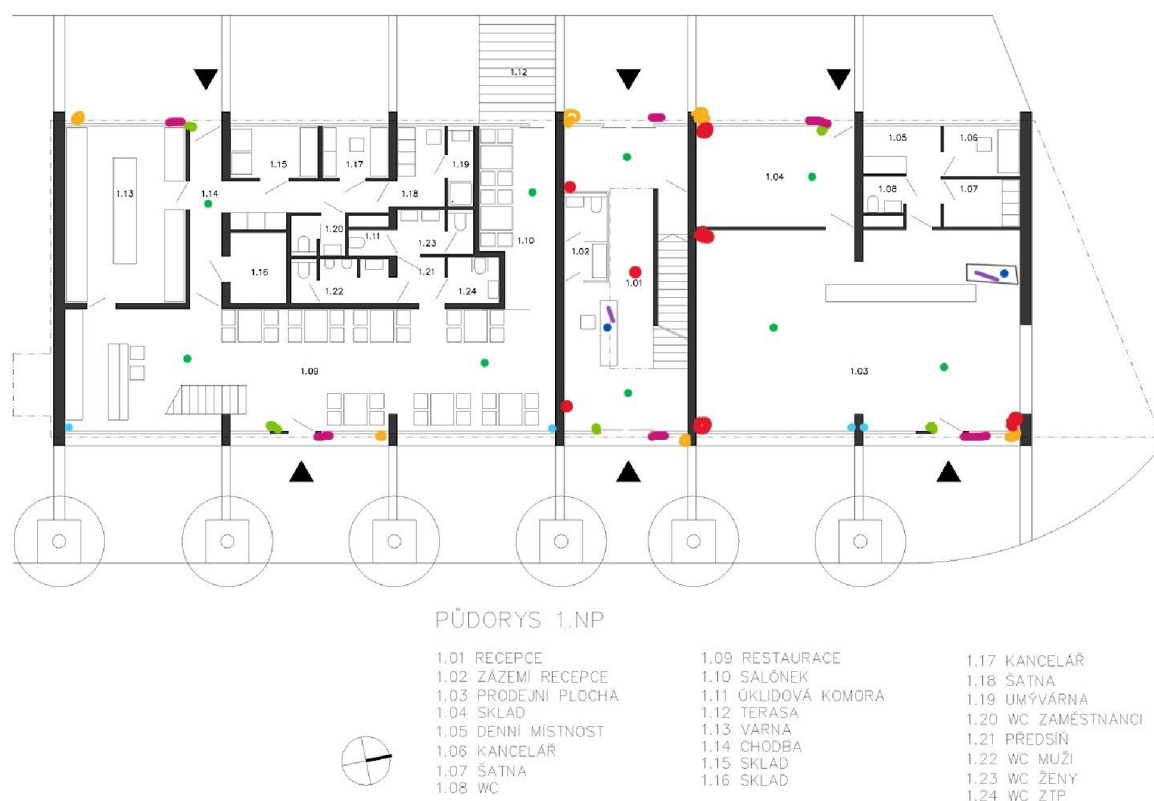 1.12
1.13
1.14
1.15
1.17
1.18
1.19
1.20
1.11
1.23
1.10
1.16
1.22
1.21
1.24
1.09
1.02
1.01
1.04
1.05
1.06
1.08
1.07
1.03
PŮDORYS 1.NP
1.01 RECEPCE
1.02 ZÁZEMÍ RECEPCE
1.03 PRODEJNÍ PLOCHA
1.04 SKLAD
1.05 DENNÍ MÍSTNOST
1.06 KANCELÁŘ
1.07 ŠATNA
1.08 WC
1.09 RESTAURACE
1.10 SALÓNEK
1.11 ÚKLIDOVÁ KOMORA
1.12 TERASA
1.13 VARNA
1.14 CHODBA
1.15 SKLAD
1.16 SKLAD
1.17 KANCELÁŘ
1.18 ŠATNA
1.19 UMÝVÁRNA
1.20 WC ZAMĚSTNANCI
1.21 PŘEDSÍŇ
1.22 WC MUŽI
1.23 WC ŽENY
1.24 WC ZTP